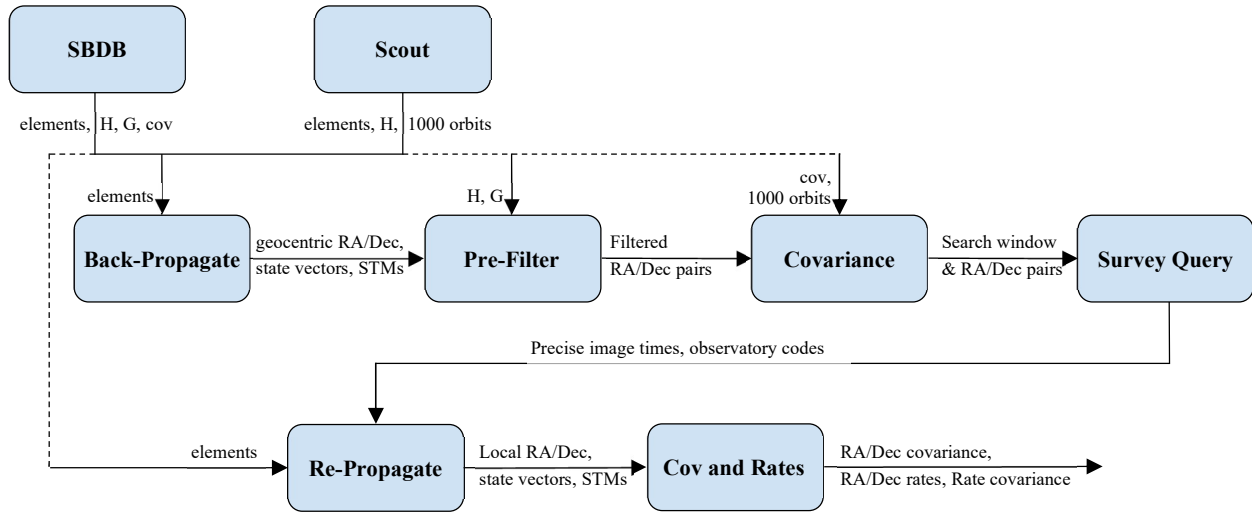 SBDB
Scout
elements, H, G, cov
elements, H, 1000 orbits
elements
H, G
cov,
1000 orbits
Back-Propagate
geocentric RA/Dec,
state vectors, STMs
Pre-Filter
Filtered
RA/Dec pairs
Covariance
Search window
& RA/Dec pairs
Survey Query
Precise image times, observatory codes
elements
Re-Propagate
Local RA/Dec,
state vectors, STMs
Cov and Rates
RA/Dec covariance,
RA/Dec rates, Rate covariance